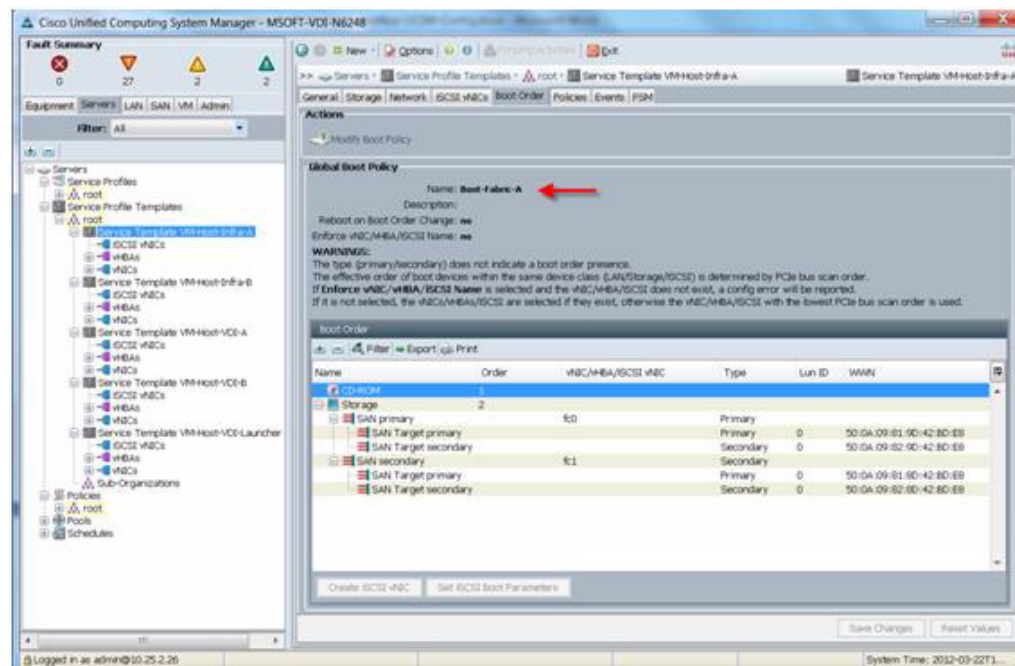 Cisco Unified Computing System Manager - MSOFT-VDI-N6248
Fault Summary
0 27 2 2
New Options Exit
>> Servers Service Profile Templates root Service Template VM-Host-Infra-A
Service Template VM-Host-Infra-A
Equipment Servers LAN SAN VM Admin
Filter: All
Servers
Service Profiles
root
Service Profile Templates
root
Service Template VM-Host-Infra-A
iSCSI vNICs
vHBAs
vNICs
Service Template VM-Host-Infra-B
iSCSI vNICs
vHBAs
vNICs
Service Template VM-Host-VDI-A
iSCSI vNICs
vHBAs
vNICs
Service Template VM-Host-VDI-B
iSCSI vNICs
vHBAs
vNICs
Service Template VM-Host-VDI-Launcher
iSCSI vNICs
vHBAs
vNICs
Sub-Organizations
Policies
root
Pools
Schedules
General Storage Network iSCSI vNICs Boot Order Policies Events FSM
Actions
Modify Boot Policy
Global Boot Policy
Name: Boot-Fabric-A
Description:
Reboot on Boot Order Change: no
Enforce vNIC/vHBA/iSCSI Name: no
WARNINGS:
The type (primary/secondary) does not indicate a boot order presence.
The effective order of boot devices within the same device class (LAN/Storage/iSCSI) is determined by PCIe bus scan order.
If Enforce vNIC/vHBA/iSCSI Name is selected and the vNIC/vHBA/iSCSI does not exist, a config error will be reported.
If it is not selected, the vNICs/vHBAs/iSCSI are selected if they exist, otherwise the vNIC/vHBA/iSCSI with the lowest PCIe bus scan order is used.
Boot Order
Filter Export Print
Name Order vNIC/vHBA/iSCSI vNIC Type Lun ID WWN
CD-ROM 1
Storage 2
SAN primary fc0 Primary
SAN Target primary Primary 0 50:0A:09:81:9D:42:BD:E8
SAN Target secondary Secondary 0 50:0A:09:82:9D:42:BD:E8
SAN secondary fc1 Secondary
SAN Target primary Primary 0 50:0A:09:81:8D:42:BD:E8
SAN Target secondary Secondary 0 50:0A:09:82:8D:42:BD:E8
Create iSCSI vNIC Set iSCSI Boot Parameters
Save Changes Reset Values
Logged in as admin@10.25.2.26
System Time: 2012-03-22T1...